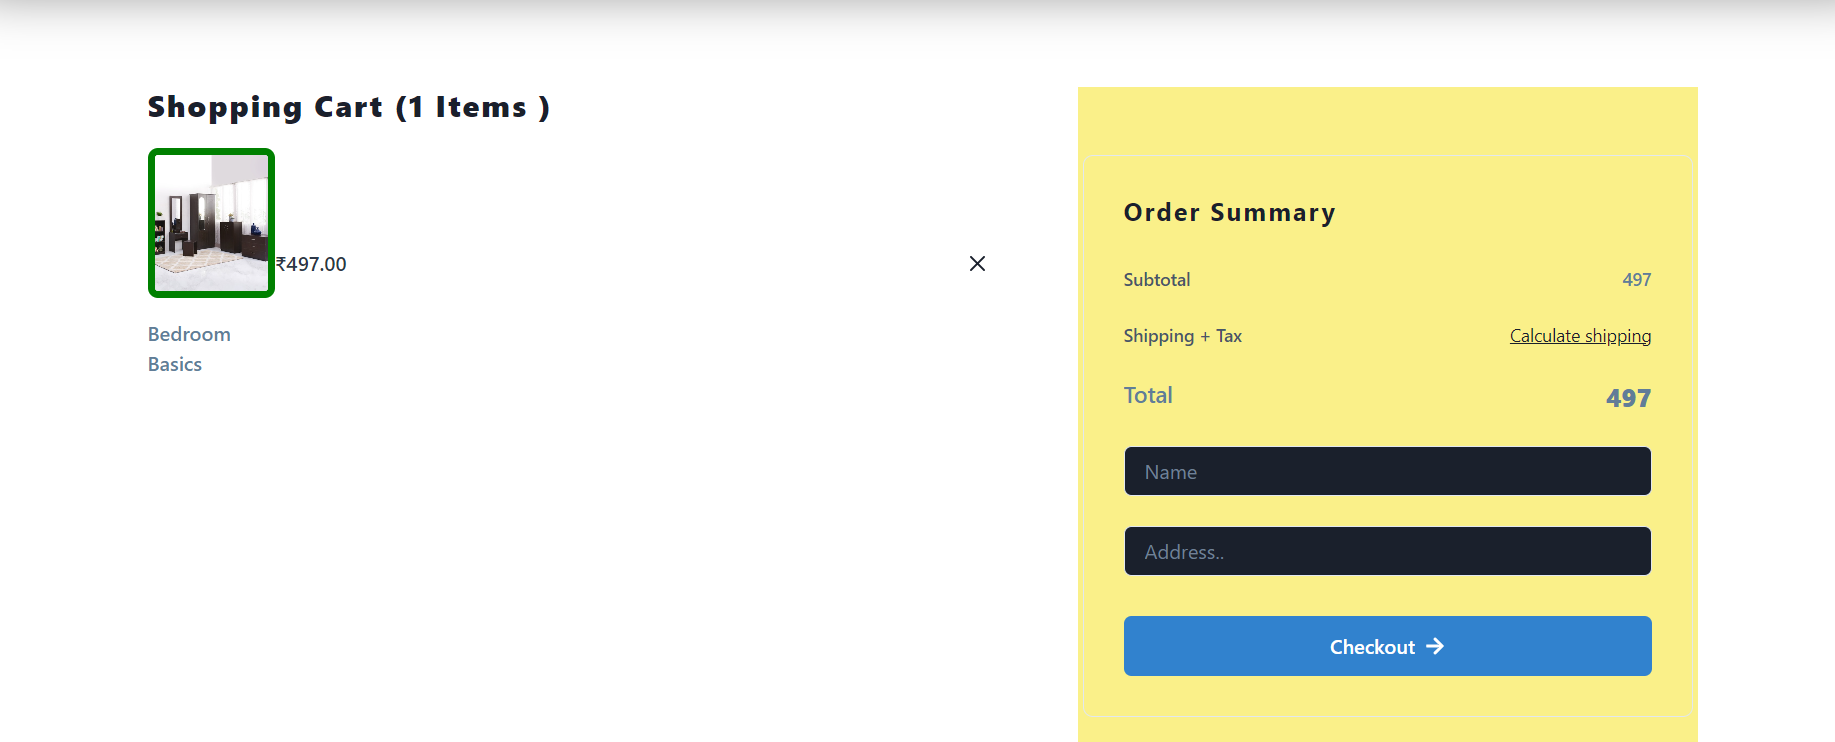 Shopping Cart (1 Items )
₹497.00
Bedroom
Basics
Order Summary
Subtotal 497
Shipping + Tax Calculate shipping
Total 497
Name
Address..
Checkout